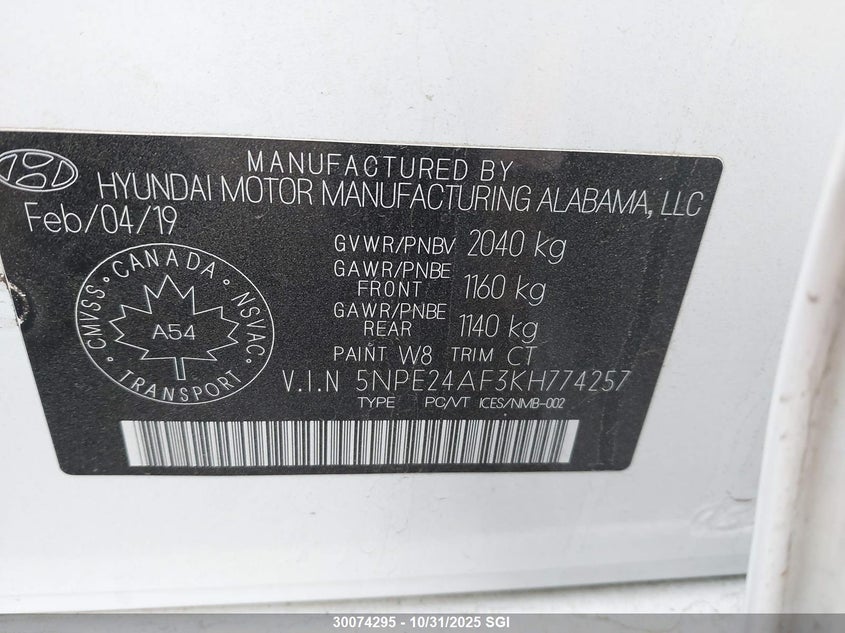 MANUFACTURED BY
HYUNDAI MOTOR MANUFACTURING ALABAMA, LLC
Feb/04/19
GVWR/PNBV 2040 kg
GAWR/PNBE
FRONT 1160 kg
GAWR/PNBE
REAR 1140 kg
PAINT W8 TRIM CT
CANADA
CMVSS
NSVAC
A54
TRANSPORT
V.I.N 5NPE24AF3KH774257
TYPE PC/VT ICES/NMB-002
30074295 - 10/31/2025 SGI